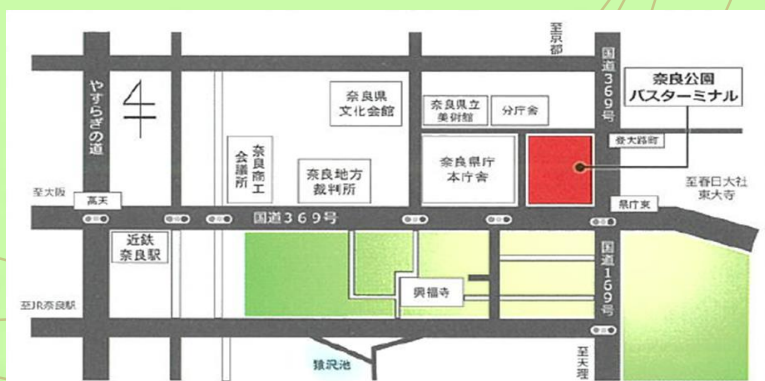 至京都
国道369号
奈良公園
バスターミナル
やすらぎの道
奈良県
文化会館
奈良県立
美術館
分庁舎
登大路町
奈良商工
会議所
奈良地方
裁判所
奈良県庁
本庁舎
至春日大社
東大寺
至大阪
高天
県庁東
国道369号
近鉄
奈良駅
国道169号
興福寺
至JR奈良駅
猿沢池
至天理